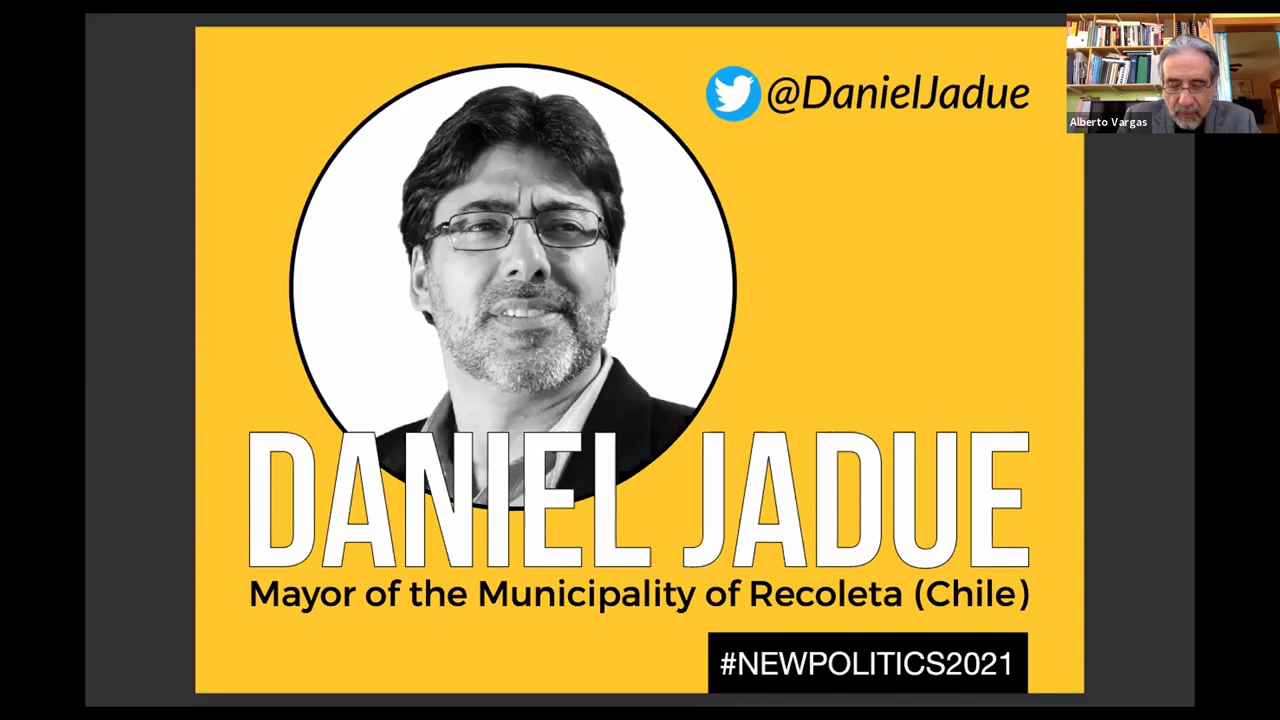 @DanielJadue
Alberto Vargas
DANIEL JADUE
Mayor of the Municipality of Recoleta (Chile)
#NEWPOLITICS2021